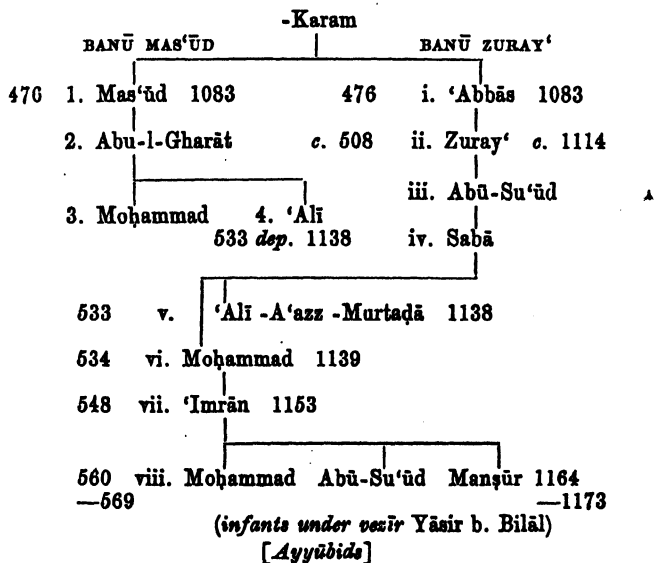 -Karam
BANŪ MAS‘ŪD BANŪ ZURAY‘
476 1. Mas‘ūd 1083 476 i. ‘Abbās 1083
2. Abu-l-Gharāt c. 508 ii. Zuray‘ c. 1114
iii. Abū-Su‘ūd
3. Moḥammad 4. ‘Alī
533 dep. 1138 iv. Sabā
533 v. ‘Alī -A‘azz -Murtaḍā 1138
534 vi. Moḥammad 1139
548 vii. ‘Imrān 1153
560 viii. Moḥammad Abū-Su‘ūd Manṣūr 1164
—569 —1173
(infants under vezīr Yāsir b. Bilāl)
[Ayyūbids]